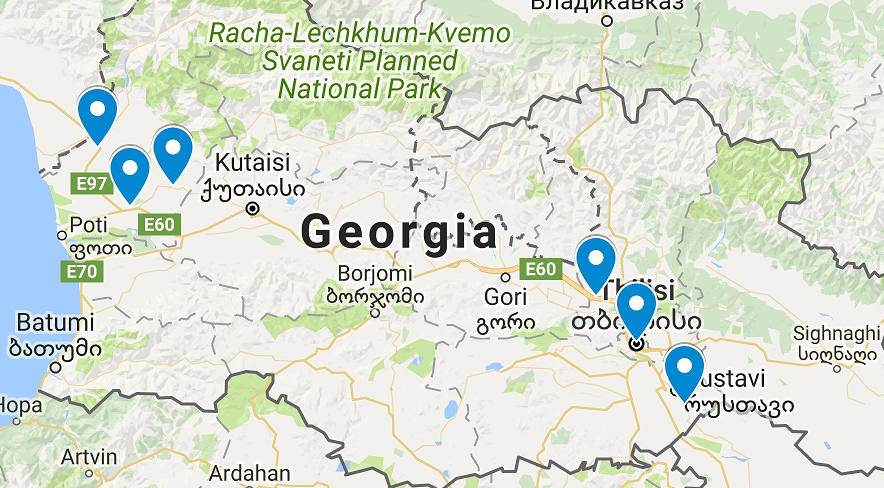 Владикавказ
Racha-Lechkhum-Kvemo
Svaneti Planned
National Park
Kutaisi
ქუთაისი
E97
E60
Poti
ფოთი
Georgia
E70
Borjomi
ბორჯომი
E60
Gori
გორი
Batumi
ბათუმი
Sighnaghi
სიღნაღი
Hopa
Artvin
Ardahan